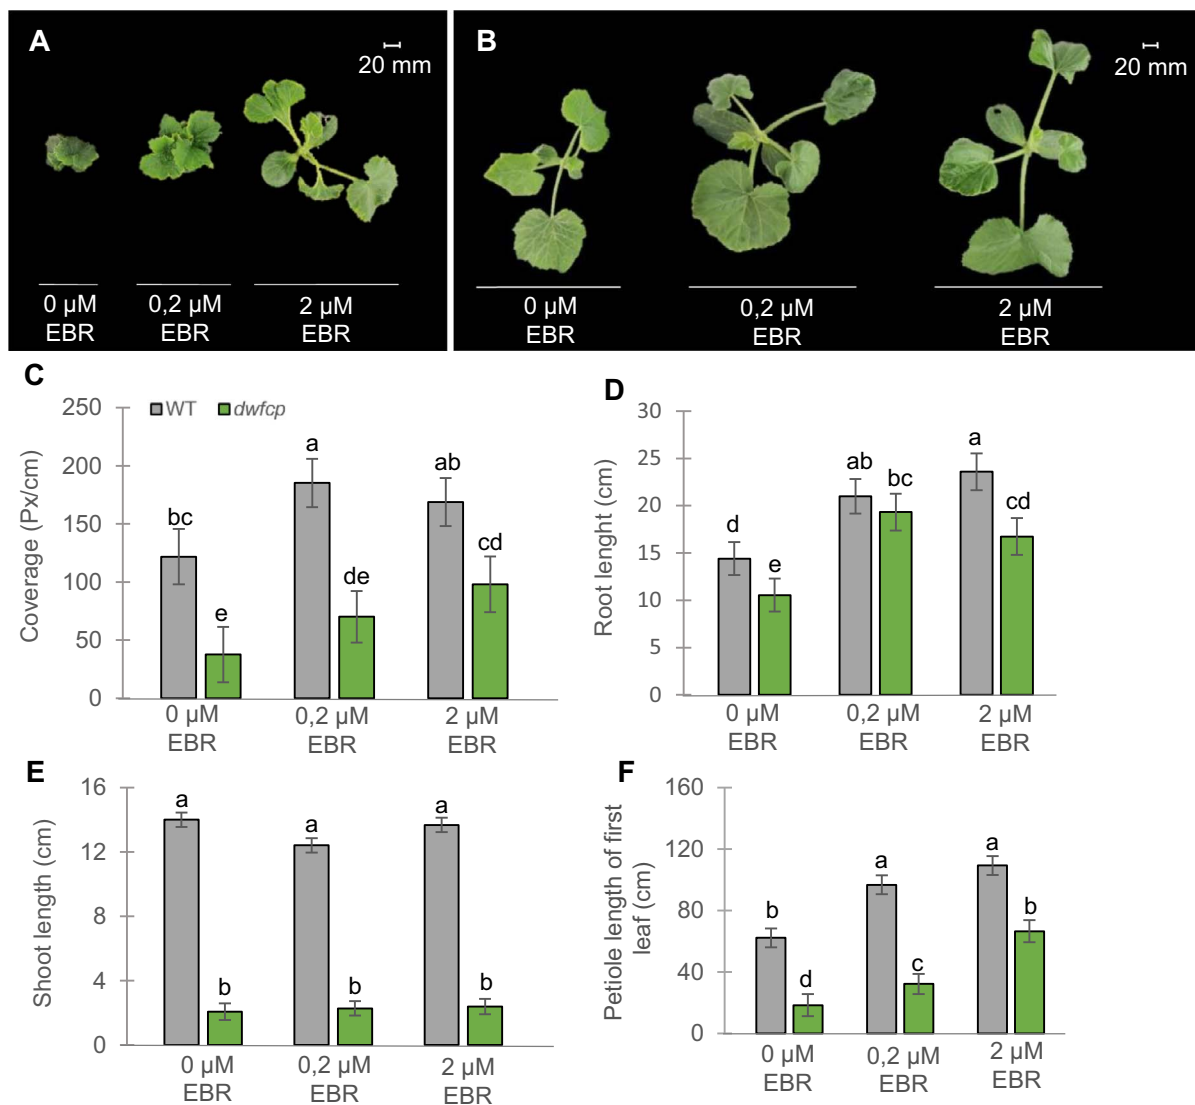 A
20 mm
0 µM
EBR
0,2 µM
EBR
2 µM
EBR
B
20 mm
0 µM
EBR
0,2 µM
EBR
2 µM
EBR
C
Coverage (Px/cm)
250
200
150
100
50
0
WT
dwfcp
bc
e
a
de
ab
cd
0 µM
EBR
0,2 µM
EBR
2 µM
EBR
D
Root lenght (cm)
30
25
20
15
10
5
0
d
e
ab
bc
a
cd
0 µM
EBR
0,2 µM
EBR
2 µM
EBR
E
Shoot length (cm)
16
12
8
4
0
a
b
a
b
a
b
0 µM
EBR
0,2 µM
EBR
2 µM
EBR
F
Petiole length of first
leaf (cm)
160
120
80
40
0
b
d
a
c
a
b
0 µM
EBR
0,2 µM
EBR
2 µM
EBR